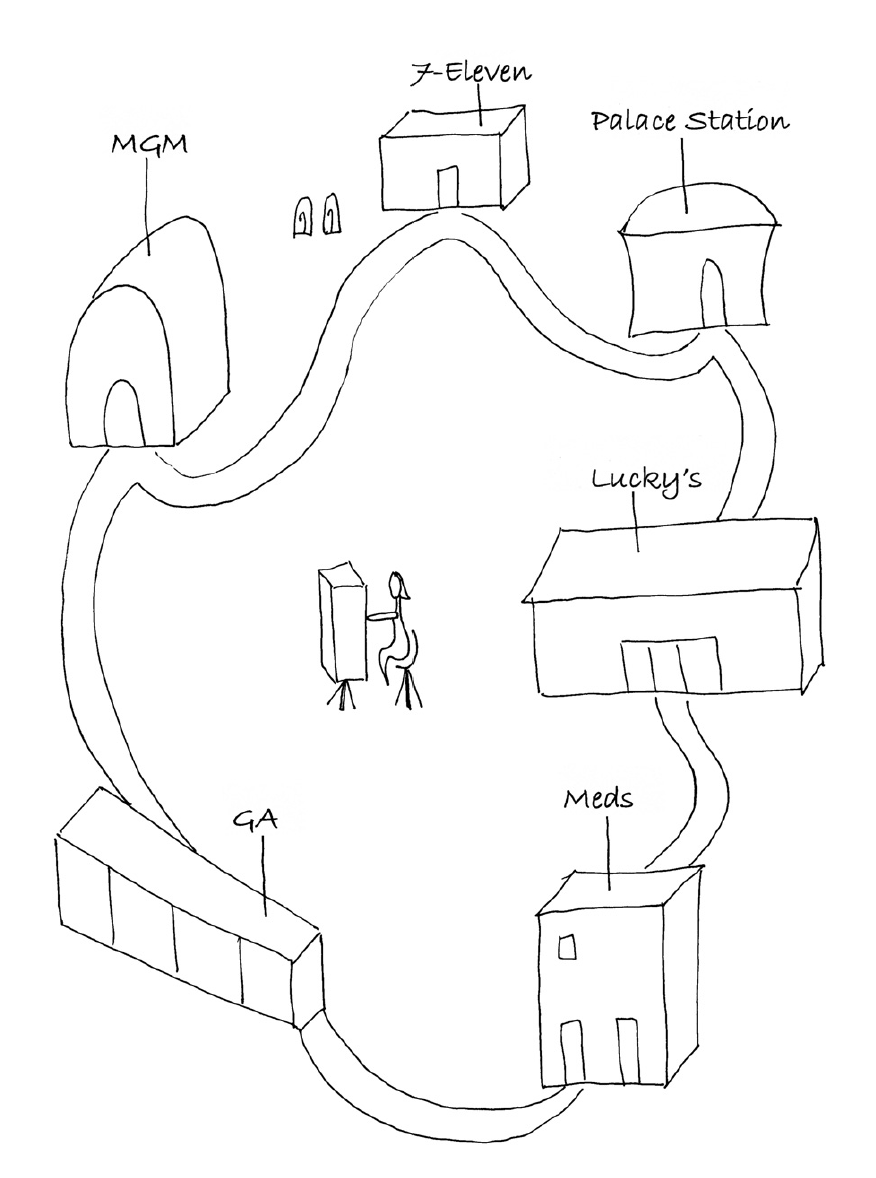 7-Eleven
Palace Station
MGM
Lucky's
Meds
GA